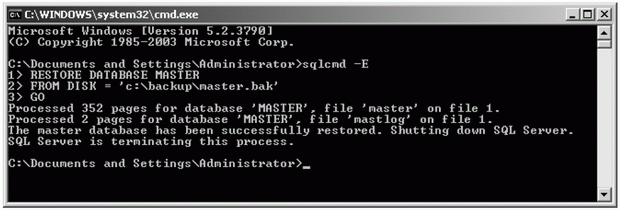 C:\WINDOWS\system32\cmd.exe
Microsoft Windows [Version 5.2.3790]
(C) Copyright 1985-2003 Microsoft Corp.
C:\Documents and Settings\Administrator>sqlcmd -E
1> RESTORE DATABASE MASTER
2> FROM DISK = 'c:\backup\master.bak'
3> GO
Processed 352 pages for database 'MASTER', file 'master' on file 1.
Processed 2 pages for database 'MASTER', file 'mastlog' on file 1.
The master database has been successfully restored. Shutting down SQL Server.
SQL Server is terminating this process.
C:\Documents and Settings\Administrator>_